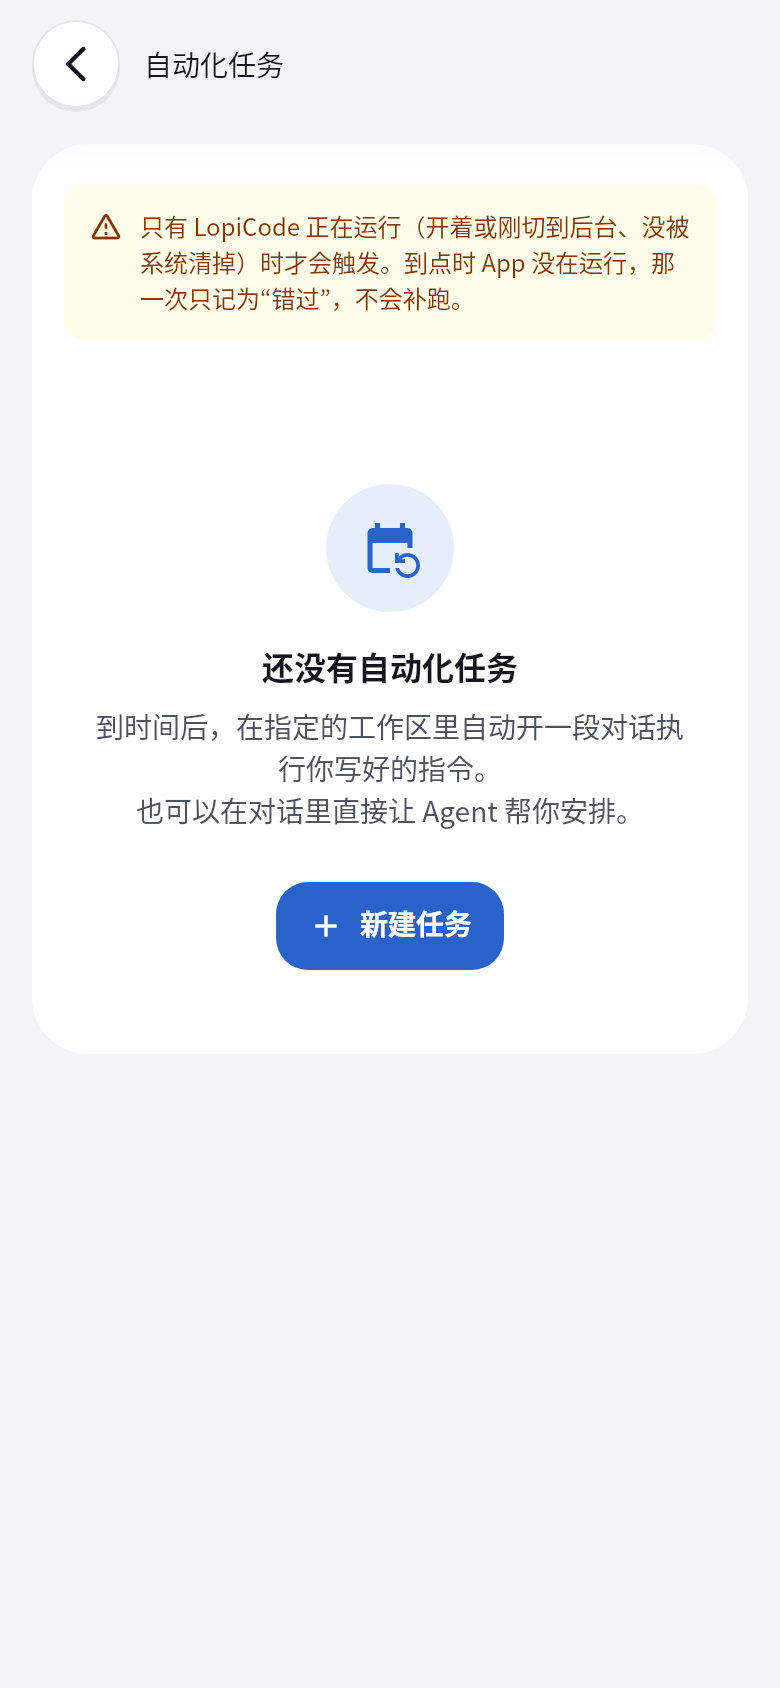 自动化任务
只有 LopiCode 正在运行（开着或刚切到后台、没被
系统清掉）时才会触发。到点时 App 没在运行，那
一次只记为“错过”，不会补跑。
还没有自动化任务
到时间后，在指定的工作区里自动开一段对话执
行你写好的指令。
也可以在对话里直接让 Agent 帮你安排。
新建任务